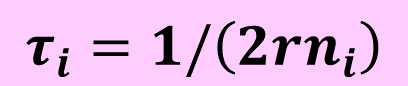 τᵢ = 1/(2rnᵢ)